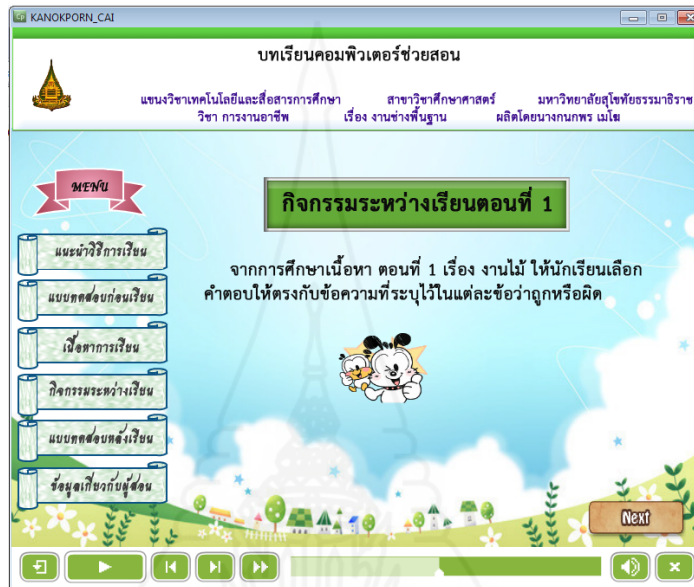 KANOKPORN_CAI
บทเรียนคอมพิวเตอร์ช่วยสอน
แขนงวิชาเทคโนโลยีและสื่อสารการศึกษา สาขาวิชาศึกษาศาสตร์ มหาวิทยาลัยสุโขทัยธรรมาธิราช
วิชา การงานอาชีพ เรื่อง งานช่างพื้นฐาน ผลิตโดยนางกนกพร เมโฆ
MENU
แนะนำวิธีการเรียน
แบบทดสอบก่อนเรียน
เนื้อหาการเรียน
กิจกรรมระหว่างเรียน
แบบทดสอบหลังเรียน
ข้อมูลเกี่ยวกับผู้สอน
กิจกรรมระหว่างเรียนตอนที่ 1
จากการศึกษาเนื้อหา ตอนที่ 1 เรื่อง งานไม้ ให้นักเรียนเลือก
คำตอบให้ตรงกับข้อความที่ระบุไว้ในแต่ละข้อว่าถูกหรือผิด
Next